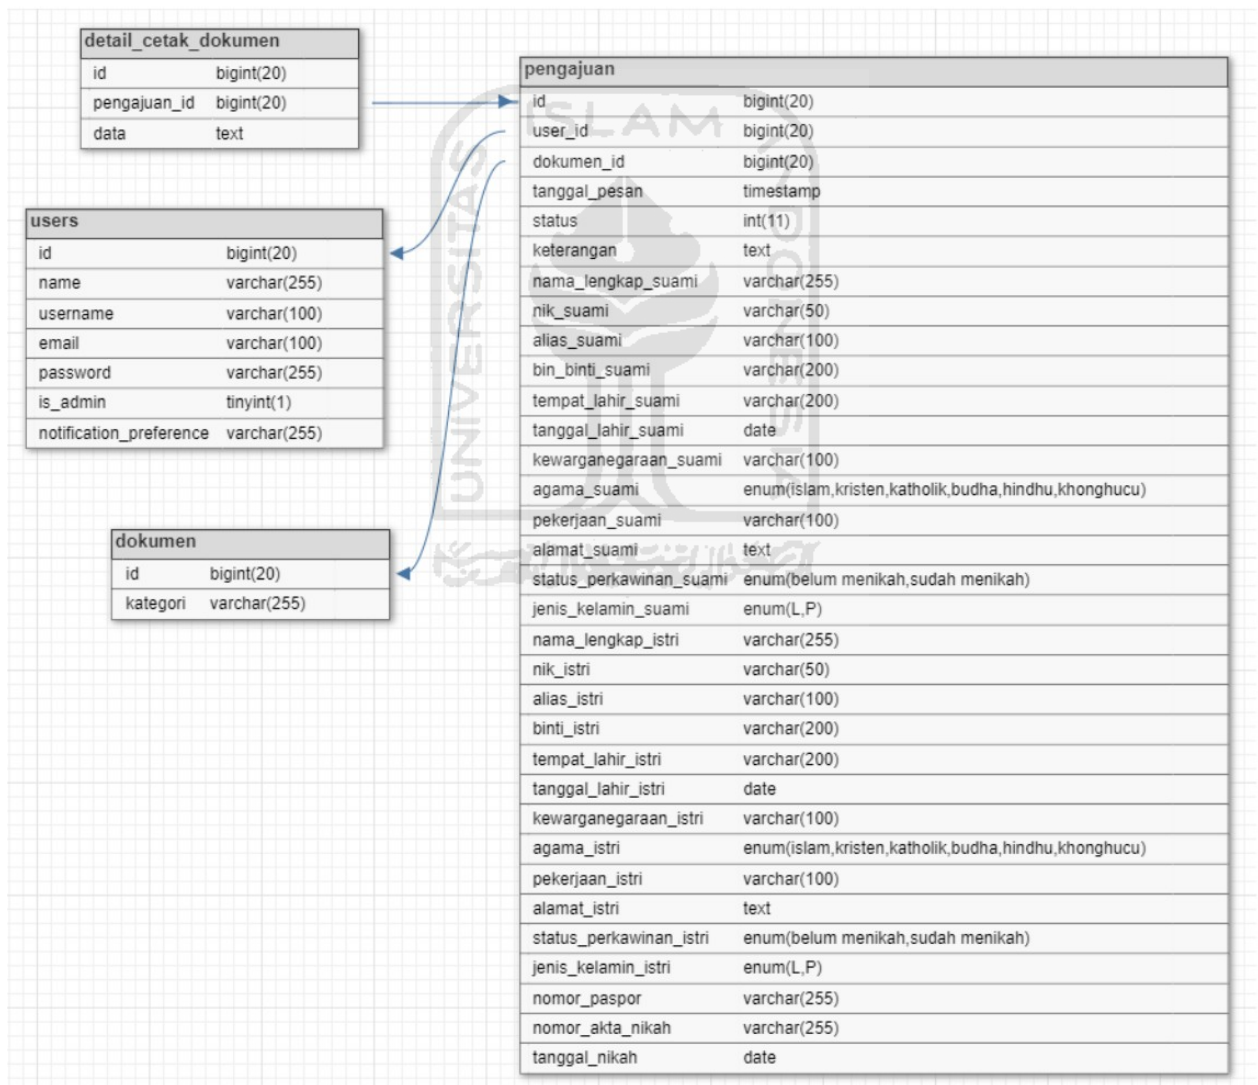 detail_cetak_dokumen
id bigint(20)
pengajuan_id bigint(20)
data text
users
id bigint(20)
name varchar(255)
username varchar(100)
email varchar(100)
password varchar(255)
is_admin tinyint(1)
notification_preference varchar(255)
dokumen
id bigint(20)
kategori varchar(255)
pengajuan
id bigint(20)
user_id bigint(20)
dokumen_id bigint(20)
tanggal_pesan timestamp
status int(11)
keterangan text
nama_lengkap_suami varchar(255)
nik_suami varchar(50)
alias_suami varchar(100)
bin_binti_suami varchar(200)
tempat_lahir_suami varchar(200)
tanggal_lahir_suami date
kewarganegaraan_suami varchar(100)
agama_suami enum(islam,kristen,katholik,budha,hindhu,khonghucu)
pekerjaan_suami varchar(100)
alamat_suami text
status_perkawinan_suami enum(belum menikah,sudah menikah)
jenis_kelamin_suami enum(L,P)
nama_lengkap_istri varchar(255)
nik_istri varchar(50)
alias_istri varchar(100)
binti_istri varchar(200)
tempat_lahir_istri varchar(200)
tanggal_lahir_istri date
kewarganegaraan_istri varchar(100)
agama_istri enum(islam,kristen,katholik,budha,hindhu,khonghucu)
pekerjaan_istri varchar(100)
alamat_istri text
status_perkawinan_istri enum(belum menikah,sudah menikah)
jenis_kelamin_istri enum(L,P)
nomor_paspor varchar(255)
nomor_akta_nikah varchar(255)
tanggal_nikah date
UNIVERSITAS
ISLAM
INDONESIA